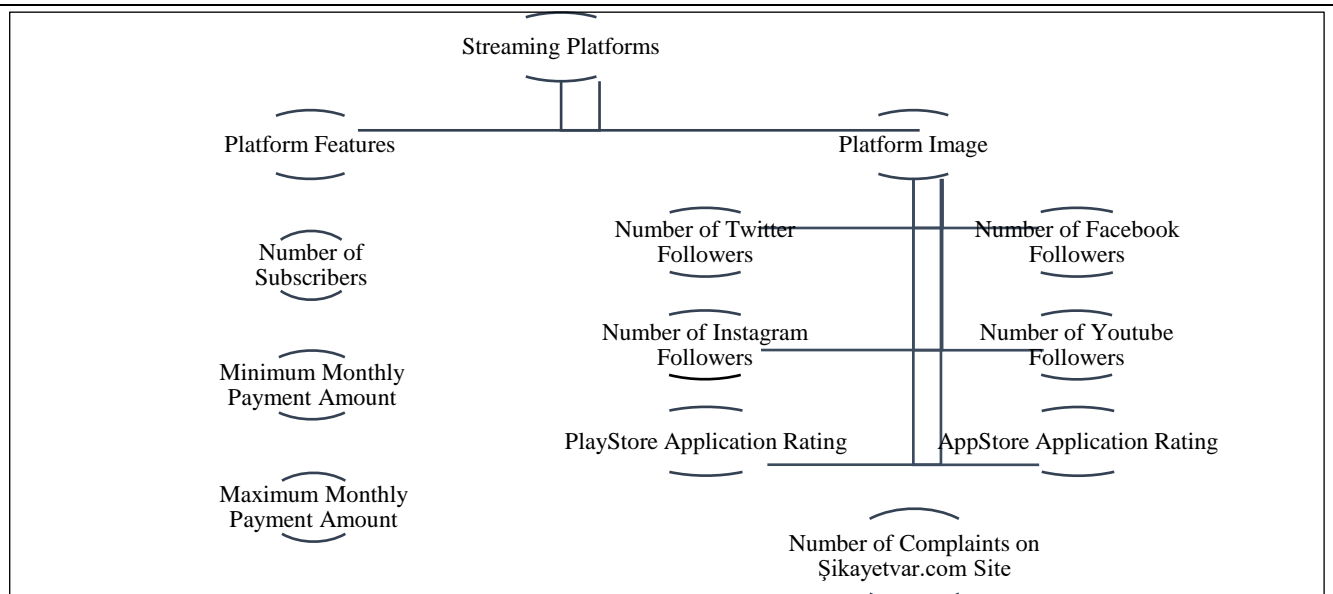 Streaming Platforms
Platform Features
Platform Image
Number of Twitter
Followers
Number of Facebook
Followers
Number of
Subscribers
Number of Instagram
Followers
Number of Youtube
Followers
Minimum Monthly
Payment Amount
PlayStore Application Rating
AppStore Application Rating
Maximum Monthly
Payment Amount
Number of Complaints on
Şikayetvar.com Site